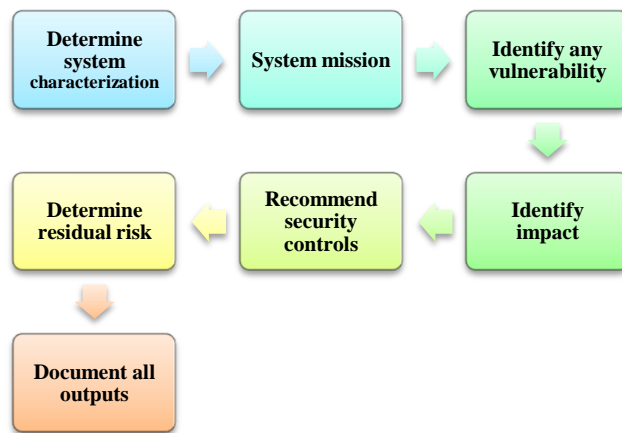 Determine
system
characterization
System mission
Identify any
vulnerability
Identify
impact
Recommend
security
controls
Determine
residual risk
Document all
outputs